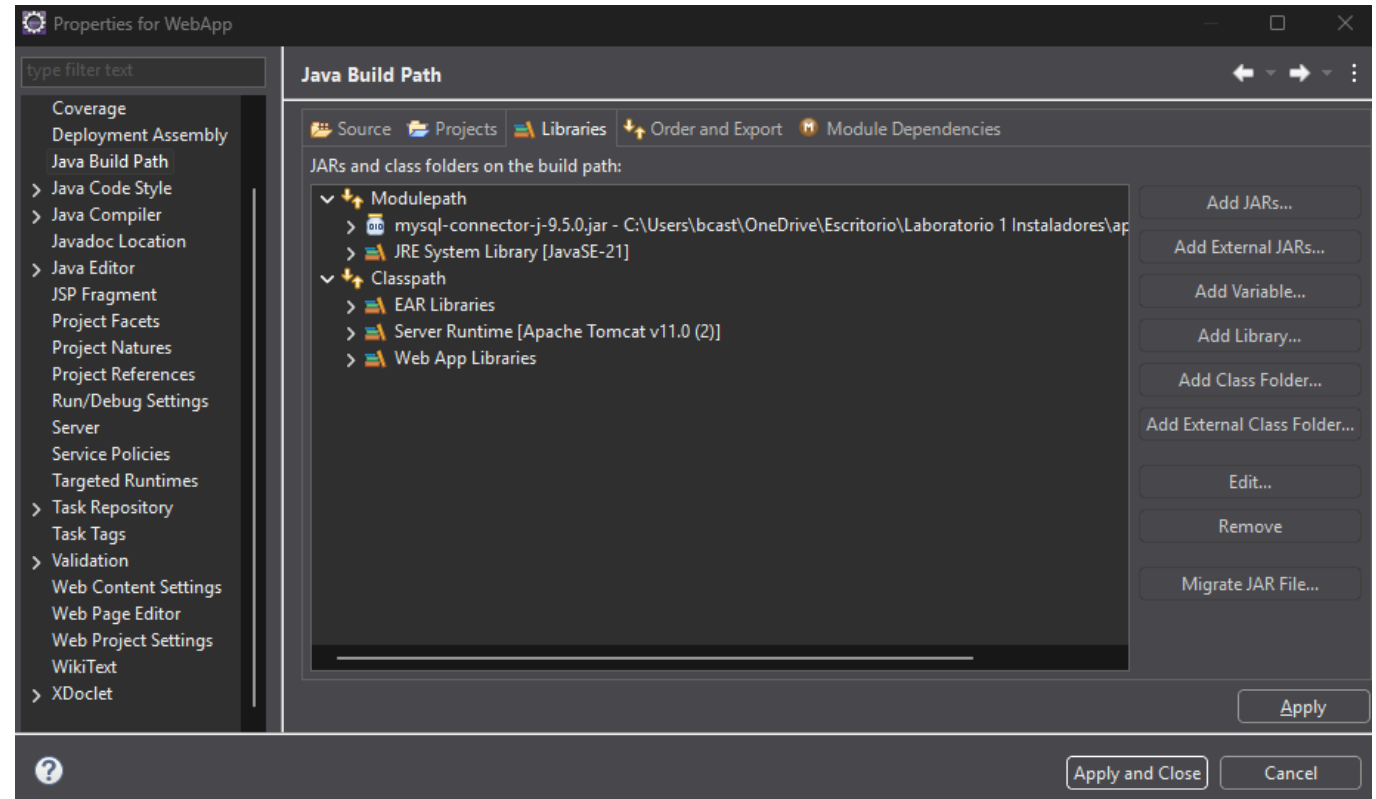 Properties for WebApp
type filter text
Coverage
Deployment Assembly
Java Build Path
Java Code Style
Java Compiler
Javadoc Location
Java Editor
JSP Fragment
Project Facets
Project Natures
Project References
Run/Debug Settings
Server
Service Policies
Targeted Runtimes
Task Repository
Task Tags
Validation
Web Content Settings
Web Page Editor
Web Project Settings
WikiText
XDoclet
Java Build Path
Source Projects Libraries Order and Export Module Dependencies
JARs and class folders on the build path:
Modulepath
mysql-connector-j-9.5.0.jar - C:\Users\bcast\OneDrive\Escritorio\Laboratorio 1 Instaladores\ap
JRE System Library [JavaSE-21]
Classpath
EAR Libraries
Server Runtime [Apache Tomcat v11.0 (2)]
Web App Libraries
Add JARs...
Add External JARs...
Add Variable...
Add Library...
Add Class Folder...
Add External Class Folder...
Edit...
Remove
Migrate JAR File...
Apply
Apply and Close Cancel